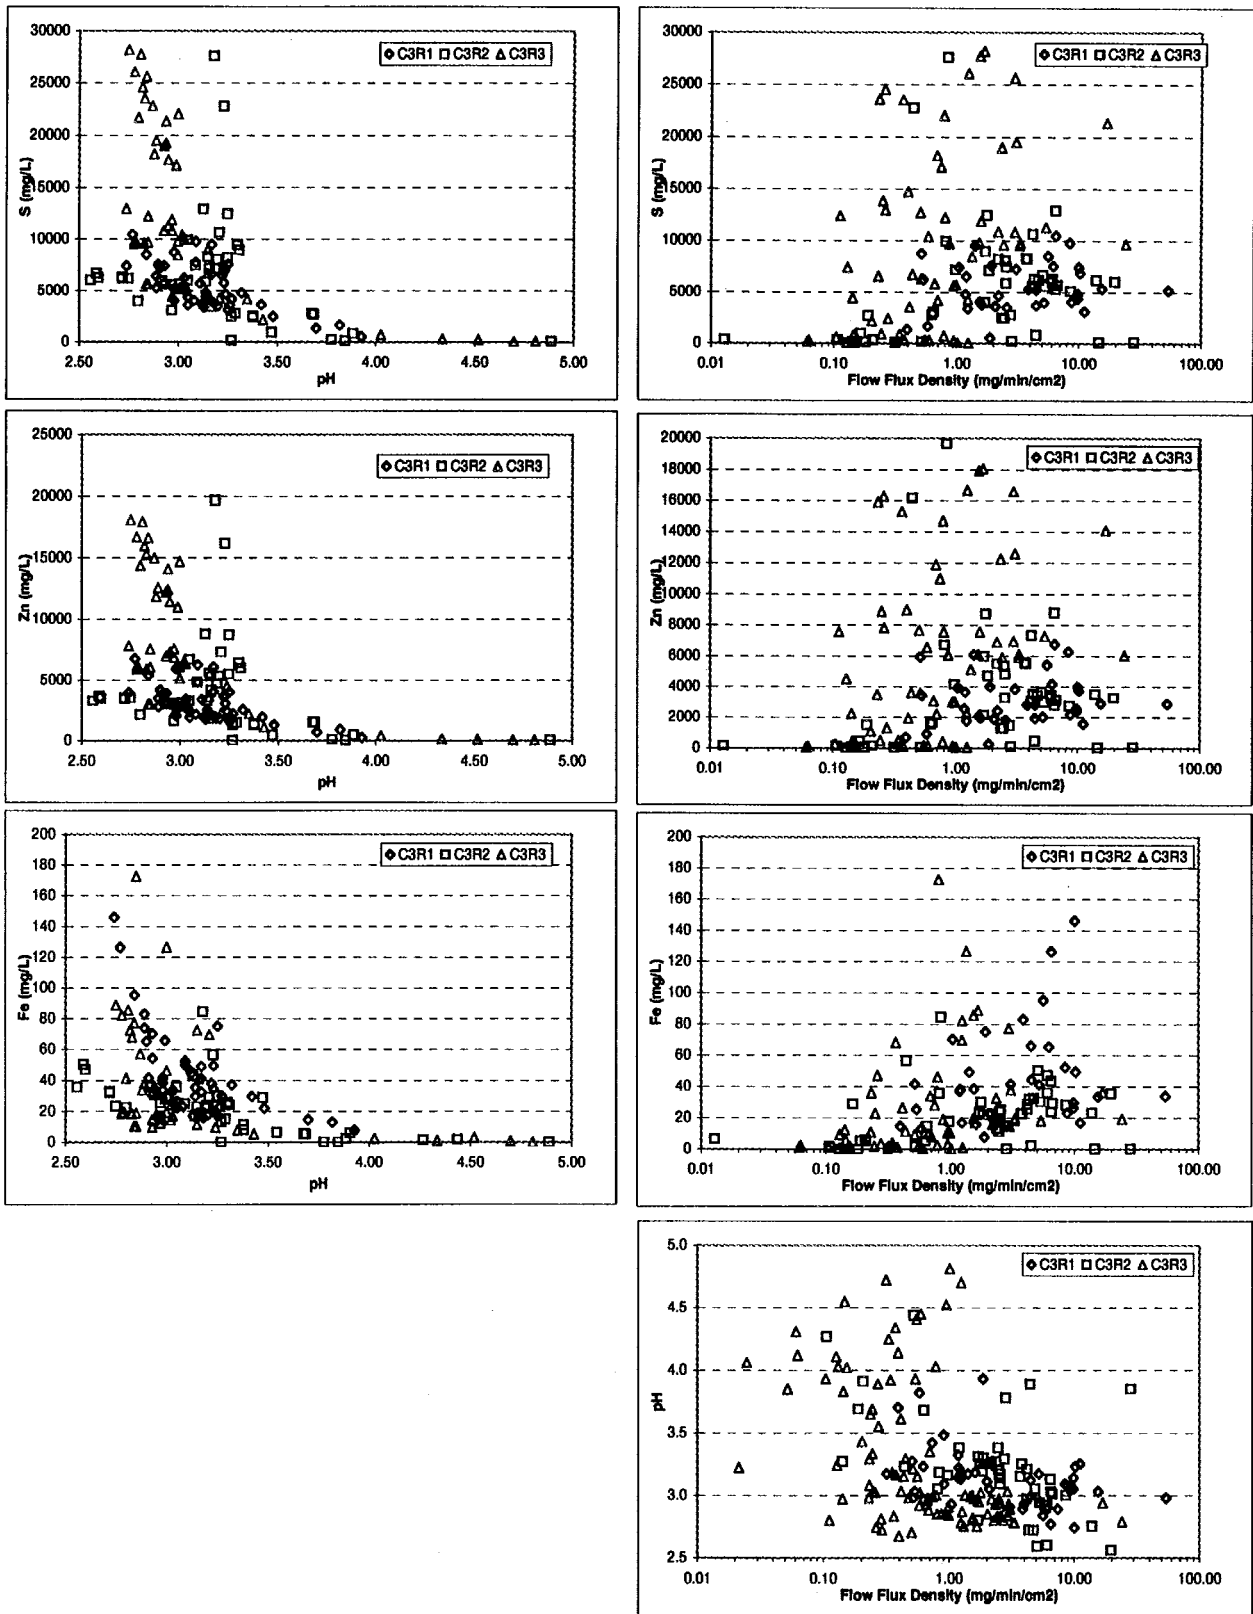 30000
25000
20000
15000
10000
5000
0
S (mg/L)
◇ C3R1 □ C3R2 △ C3R3
2.50 3.00 3.50 4.00 4.50 5.00
pH
30000
25000
20000
15000
10000
5000
0
S (mg/L)
◇ C3R1 □ C3R2 △ C3R3
0.01 0.10 1.00 10.00 100.00
Flow Flux Density (mg/min/cm2)
25000
20000
15000
10000
5000
0
Zn (mg/L)
◇ C3R1 □ C3R2 △ C3R3
2.50 3.00 3.50 4.00 4.50 5.00
pH
20000
18000
16000
14000
12000
10000
8000
6000
4000
2000
0
Zn (mg/L)
◇ C3R1 □ C3R2 △ C3R3
0.01 0.10 1.00 10.00 100.00
Flow Flux Density (mg/min/cm2)
200
180
160
140
120
100
80
60
40
20
0
Fe (mg/L)
◇ C3R1 □ C3R2 △ C3R3
2.50 3.00 3.50 4.00 4.50 5.00
pH
200
180
160
140
120
100
80
60
40
20
0
Fe (mg/L)
◇ C3R1 □ C3R2 △ C3R3
0.01 0.10 1.00 10.00 100.00
Flow Flux Density (mg/min/cm2)
5.0
4.5
4.0
3.5
3.0
2.5
pH
◇ C3R1 □ C3R2 △ C3R3
0.01 0.10 1.00 10.00 100.00
Flow Flux Density (mg/min/cm2)